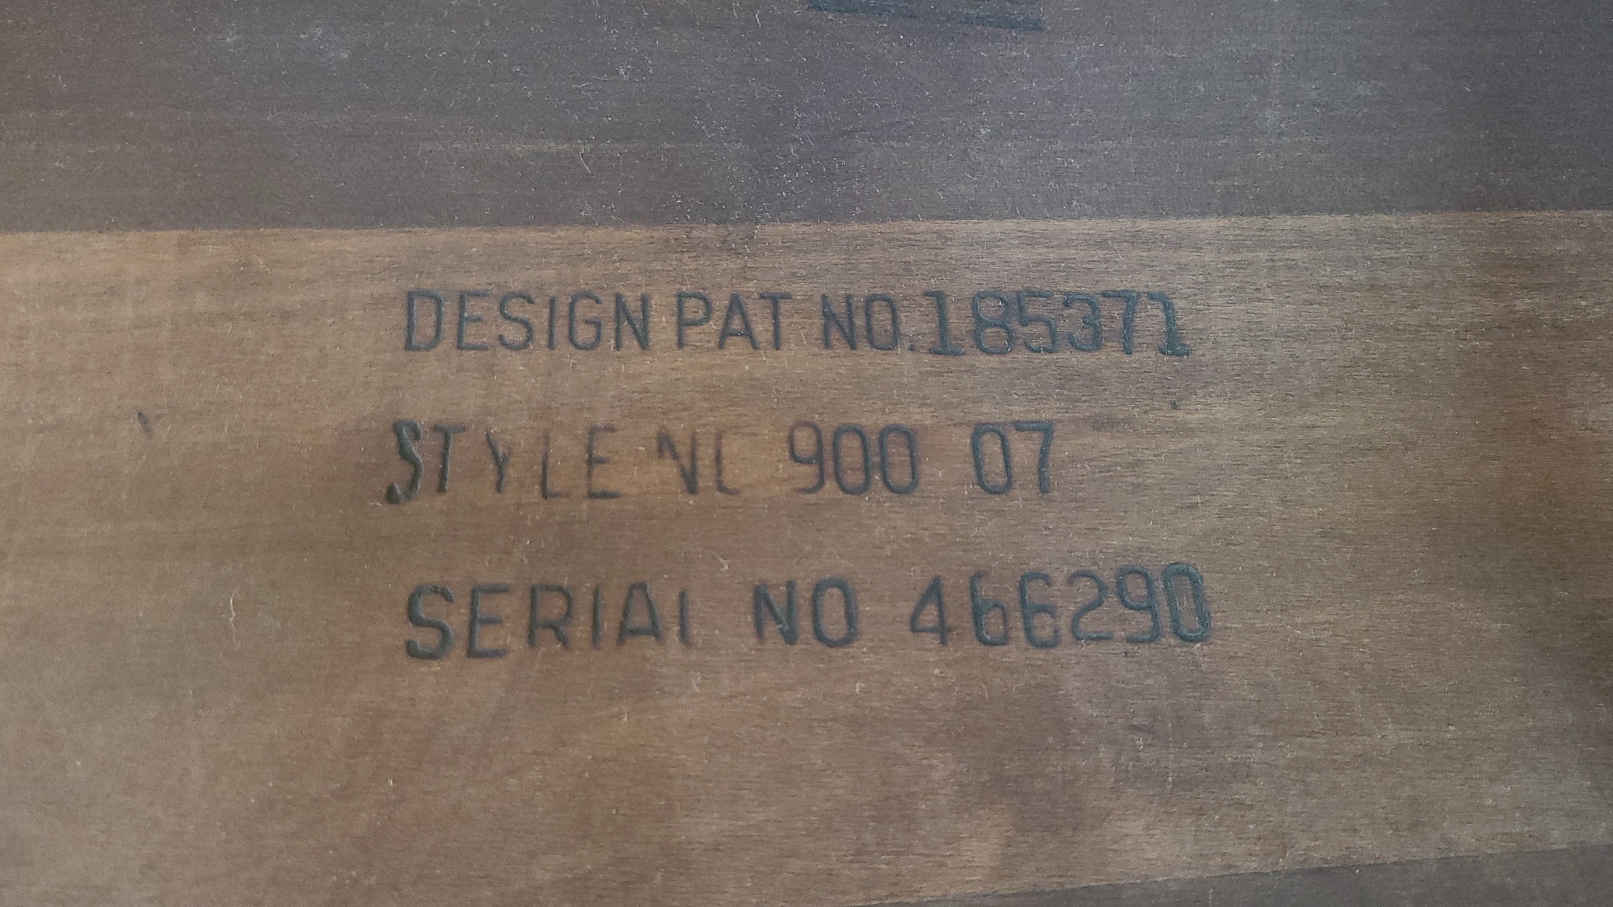 DESIGN PAT NO. 185371
STYLE NO 900 07
SERIAL NO 466290